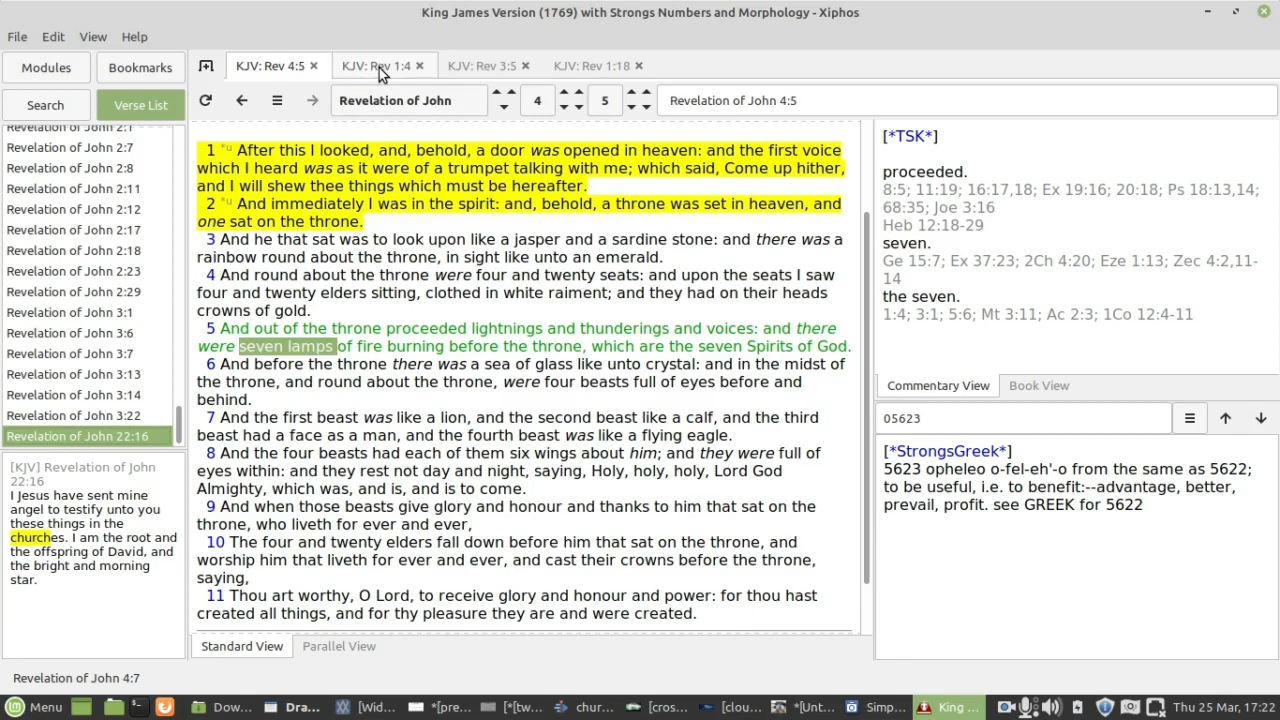 King James Version (1769) with Strongs Numbers and Morphology - Xiphos
File Edit View Help
Modules Bookmarks
Search Verse List
KJV: Rev 4:5
KJV: Rev 1:4
KJV: Rev 3:5
KJV: Rev 1:18
Revelation of John 4 5 Revelation of John 4:5
Revelation of John 2:1
Revelation of John 2:7
Revelation of John 2:8
Revelation of John 2:11
Revelation of John 2:12
Revelation of John 2:17
Revelation of John 2:18
Revelation of John 2:23
Revelation of John 2:29
Revelation of John 3:1
Revelation of John 3:6
Revelation of John 3:7
Revelation of John 3:13
Revelation of John 3:14
Revelation of John 3:22
Revelation of John 22:16
[KJV] Revelation of John
22:16
I Jesus have sent mine
angel to testify unto you
these things in the
churches. I am the root and
the offspring of David, and
the bright and morning
star.
1 *u After this I looked, and, behold, a door was opened in heaven: and the first voice
which I heard was as it were of a trumpet talking with me; which said, Come up hither,
and I will shew thee things which must be hereafter.
2 *u And immediately I was in the spirit: and, behold, a throne was set in heaven, and
one sat on the throne.
3 And he that sat was to look upon like a jasper and a sardine stone: and there was a
rainbow round about the throne, in sight like unto an emerald.
4 And round about the throne were four and twenty seats: and upon the seats I saw
four and twenty elders sitting, clothed in white raiment; and they had on their heads
crowns of gold.
5 And out of the throne proceeded lightnings and thunderings and voices: and there
were seven lamps of fire burning before the throne, which are the seven Spirits of God.
6 And before the throne there was a sea of glass like unto crystal: and in the midst of
the throne, and round about the throne, were four beasts full of eyes before and
behind.
7 And the first beast was like a lion, and the second beast like a calf, and the third
beast had a face as a man, and the fourth beast was like a flying eagle.
8 And the four beasts had each of them six wings about him; and they were full of
eyes within: and they rest not day and night, saying, Holy, holy, holy, Lord God
Almighty, which was, and is, and is to come.
9 And when those beasts give glory and honour and thanks to him that sat on the
throne, who liveth for ever and ever,
10 The four and twenty elders fall down before him that sat on the throne, and
worship him that liveth for ever and ever, and cast their crowns before the throne,
saying,
11 Thou art worthy, O Lord, to receive glory and honour and power: for thou hast
created all things, and for thy pleasure they are and were created.
Standard View Parallel View
[*TSK*]
proceeded.
8:5; 11:19; 16:17,18; Ex 19:16; 20:18; Ps 18:13,14;
68:35; Joe 3:16
Heb 12:18-29
seven.
Ge 15:7; Ex 37:23; 2Ch 4:20; Eze 1:13; Zec 4:2,11-
14
the seven.
1:4; 3:1; 5:6; Mt 3:11; Ac 2:3; 1Co 12:4-11
Commentary View Book View
05623
[*StrongsGreek*]
5623 opheleo o-fel-eh'-o from the same as 5622;
to be useful, i.e. to benefit:--advantage, better,
prevail, profit. see GREEK for 5622
Revelation of John 4:7
Menu Dow... Dra... [Wid... *[pre... [*[tw... chur... [cros... [clou... *[Unt... Simp... King ... Thu 25 Mar, 17:22